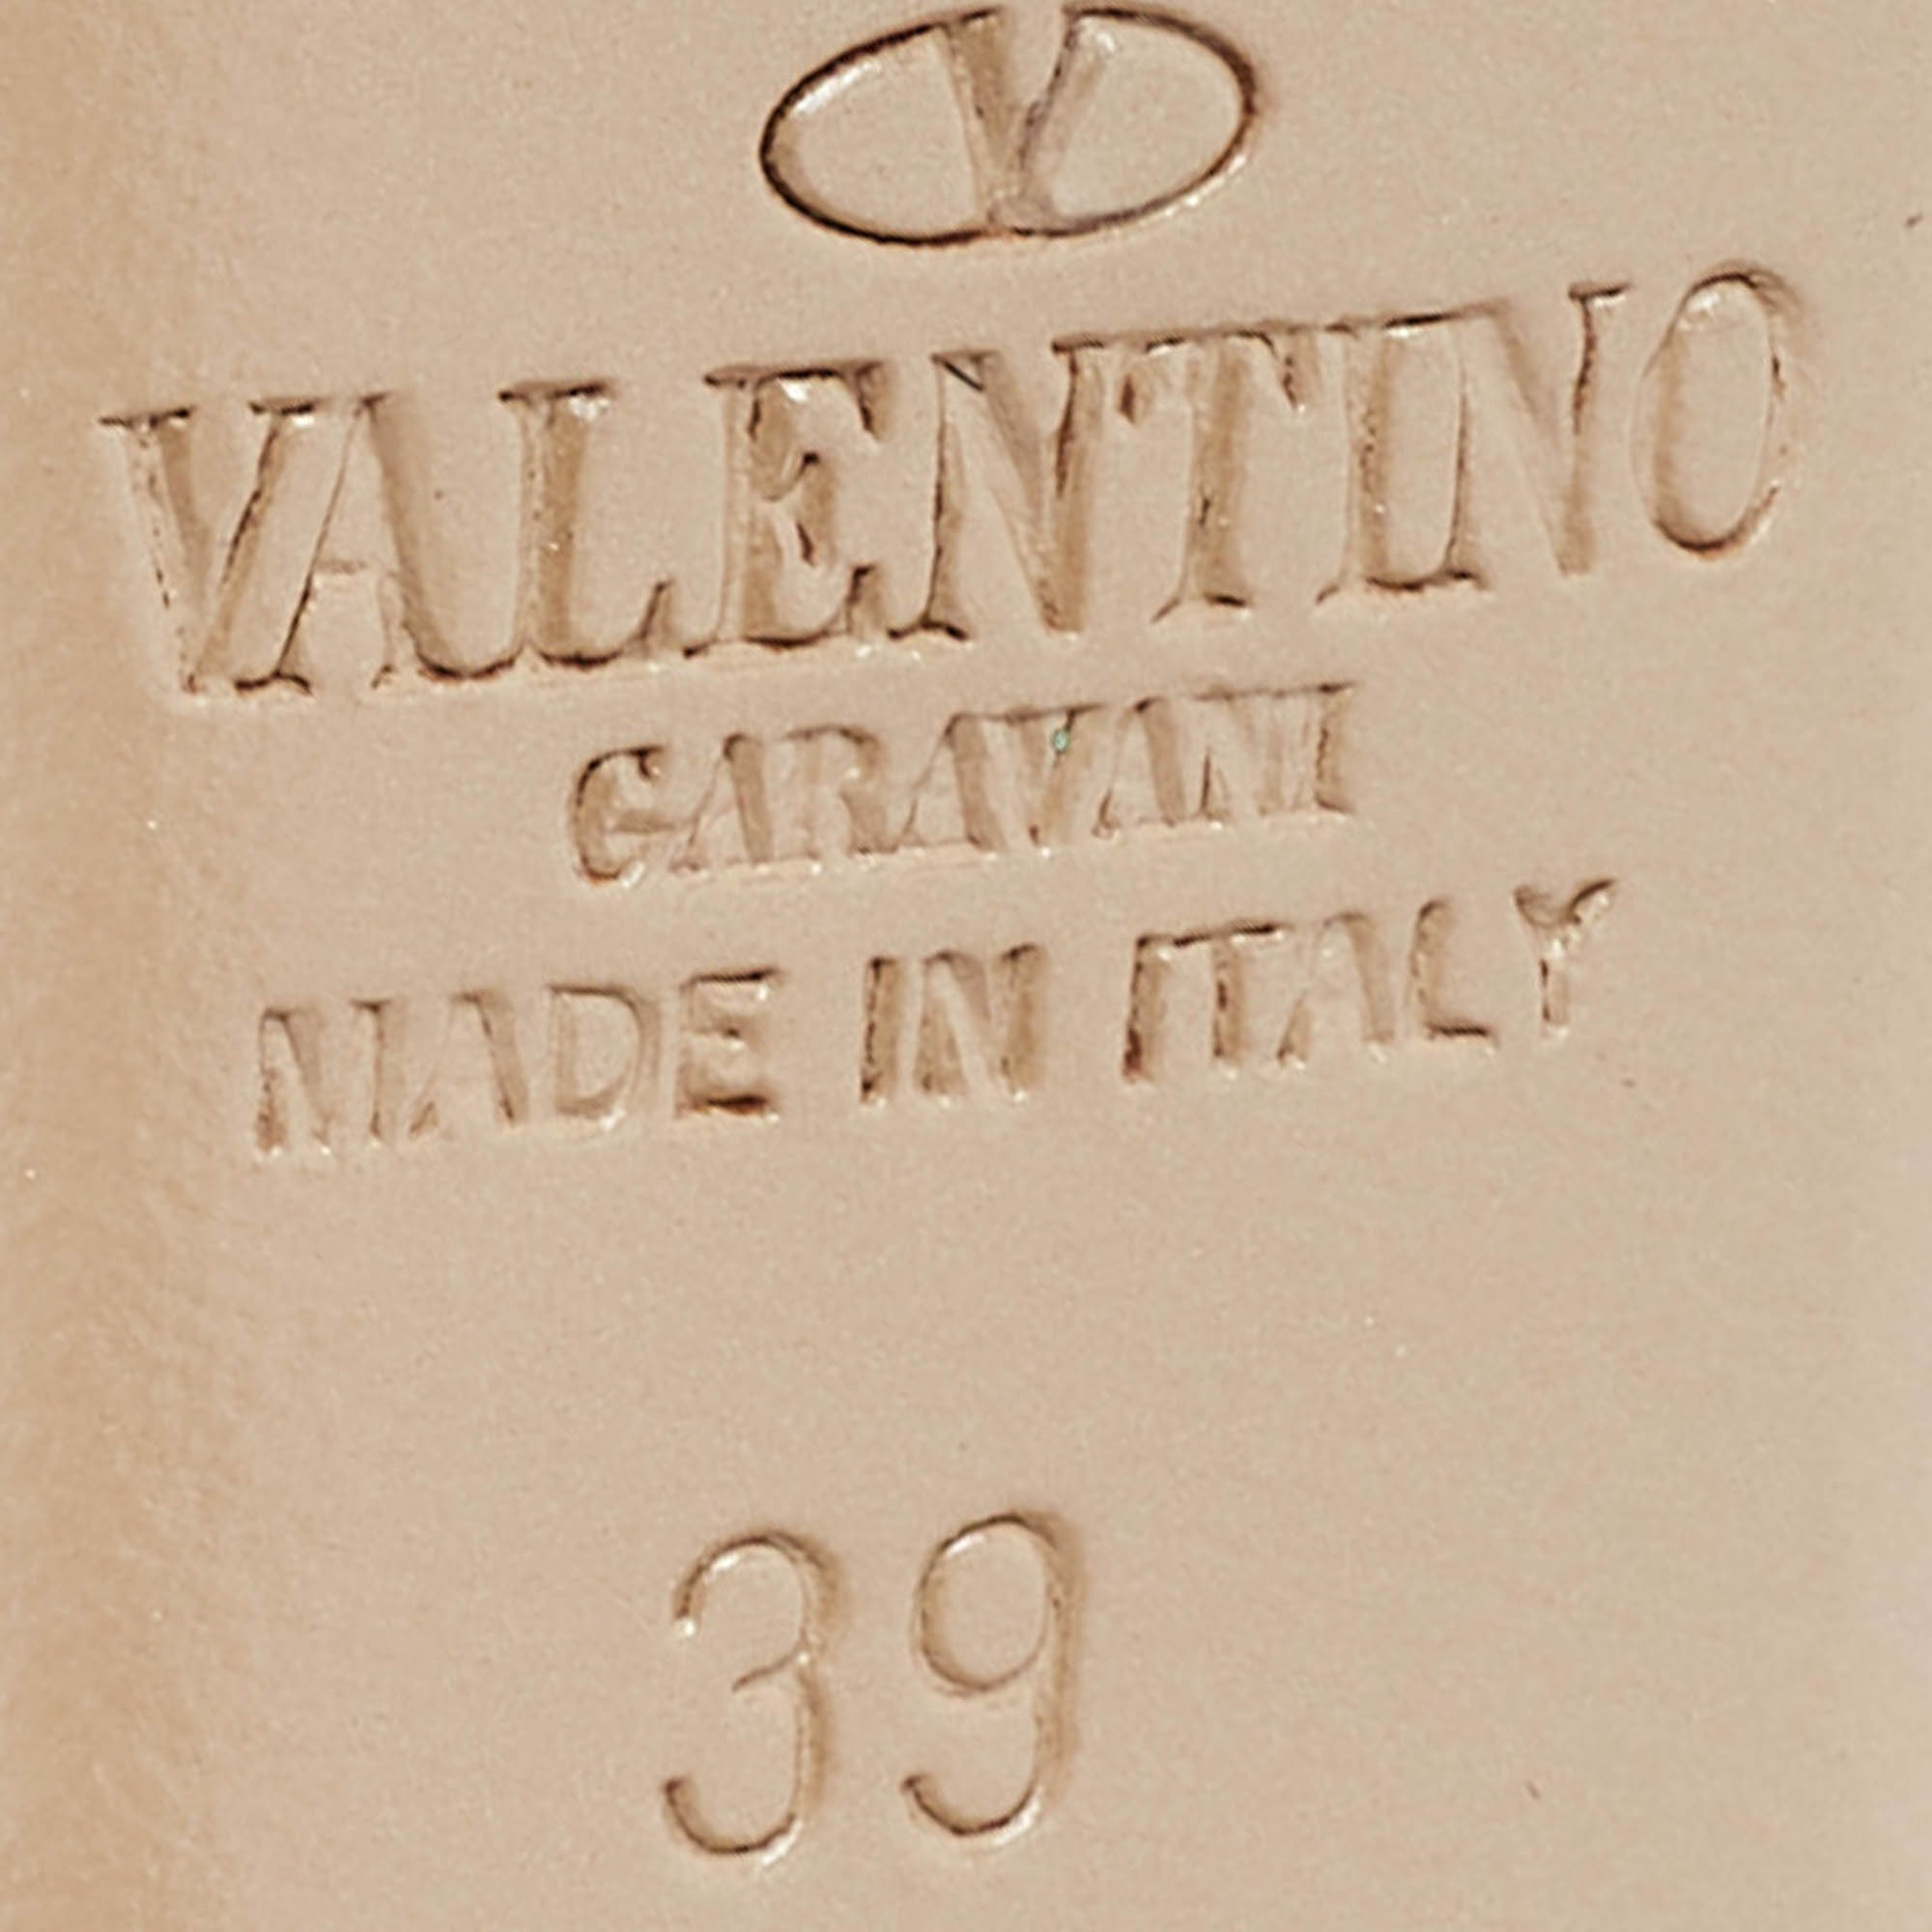 V
VALENTINO
GARAVANI
MADE IN ITALY
39